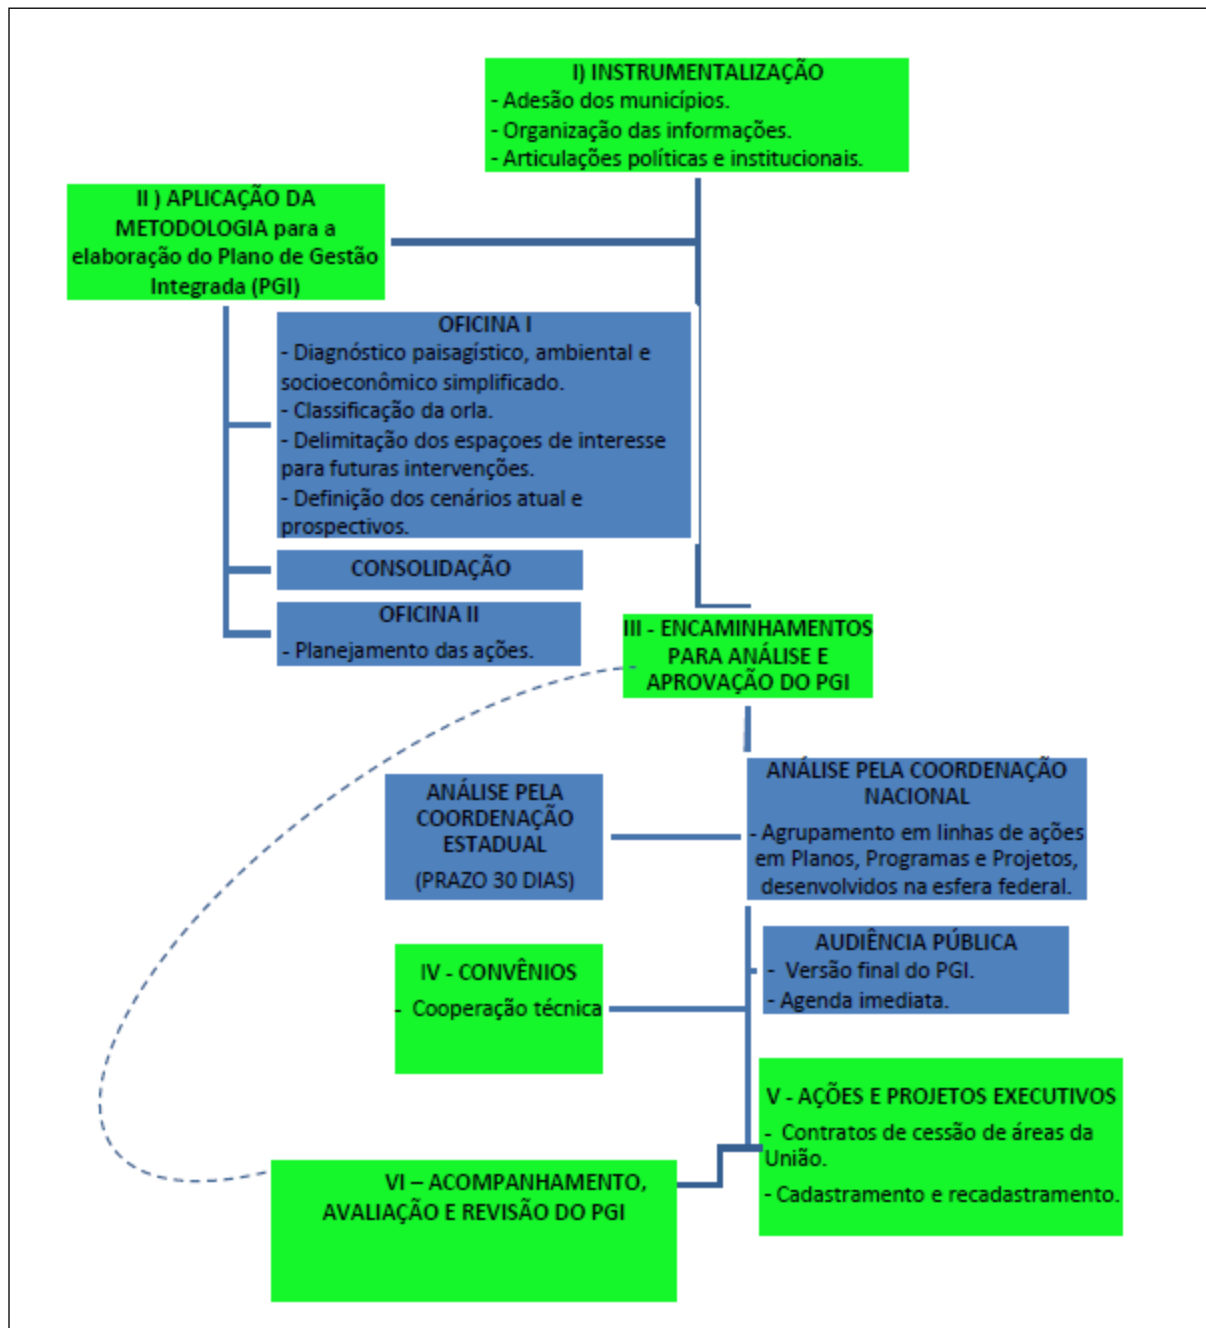 I) INSTRUMENTALIZAÇÃO
- Adesão dos municípios.
- Organização das informações.
- Articulações políticas e institucionais.
II ) APLICAÇÃO DA
METODOLOGIA para a
elaboração do Plano de Gestão
Integrada (PGI)
OFICINA I
- Diagnóstico paisagístico, ambiental e
socioeconômico simplificado.
- Classificação da orla.
- Delimitação dos espaçoes de interesse
para futuras intervenções.
- Definição dos cenários atual e
prospectivos.
CONSOLIDAÇÃO
OFICINA II
- Planejamento das ações.
III - ENCAMINHAMENTOS
PARA ANÁLISE E
APROVAÇÃO DO PGI
ANÁLISE PELA
COORDENAÇÃO
ESTADUAL
(PRAZO 30 DIAS)
ANÁLISE PELA COORDENAÇÃO
NACIONAL
- Agrupamento em linhas de ações
em Planos, Programas e Projetos,
desenvolvidos na esfera federal.
AUDIÊNCIA PÚBLICA
- Versão final do PGI.
- Agenda imediata.
IV - CONVÊNIOS
- Cooperação técnica
V - AÇÕES E PROJETOS EXECUTIVOS
- Contratos de cessão de áreas da
União.
- Cadastramento e recadastramento.
VI – ACOMPANHAMENTO,
AVALIAÇÃO E REVISÃO DO PGI